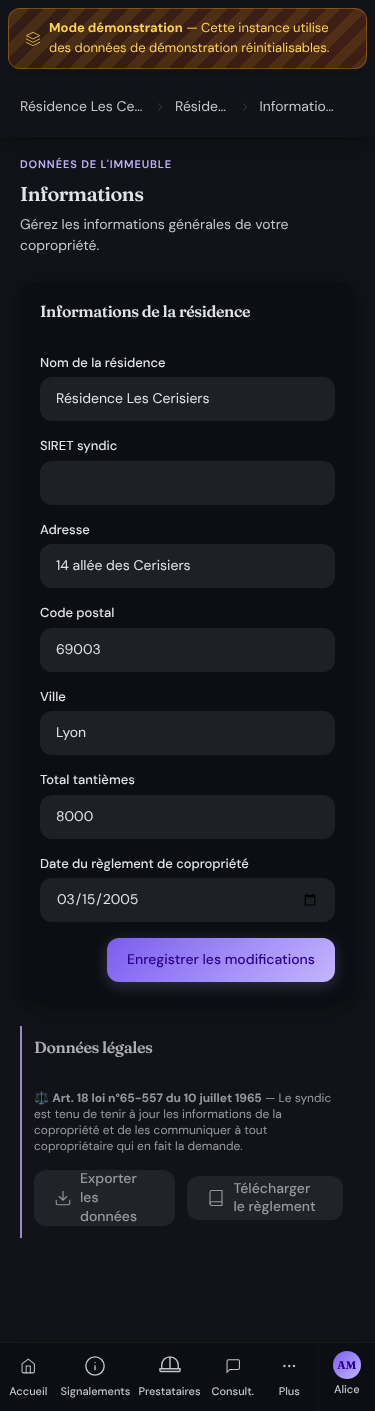 Mode démonstration — Cette instance utilise
des données de démonstration réinitialisables.
Résidence Les Ce... > Réside... > Informatio...
DONNÉES DE L'IMMEUBLE
Informations
Gérez les informations générales de votre
copropriété.
Informations de la résidence
Nom de la résidence
Résidence Les Cerisiers
SIRET syndic
Adresse
14 allée des Cerisiers
Code postal
69003
Ville
Lyon
Total tantièmes
8000
Date du règlement de copropriété
03/15/2005
Enregistrer les modifications
Données légales
⚖️ Art. 18 loi n°65-557 du 10 juillet 1965 — Le syndic
est tenu de tenir à jour les informations de la
copropriété et de les communiquer à tout
copropriétaire qui en fait la demande.
Exporter
les
données
Télécharger
le règlement
Accueil Signalements Prestataires Consult. Plus
AM
Alice